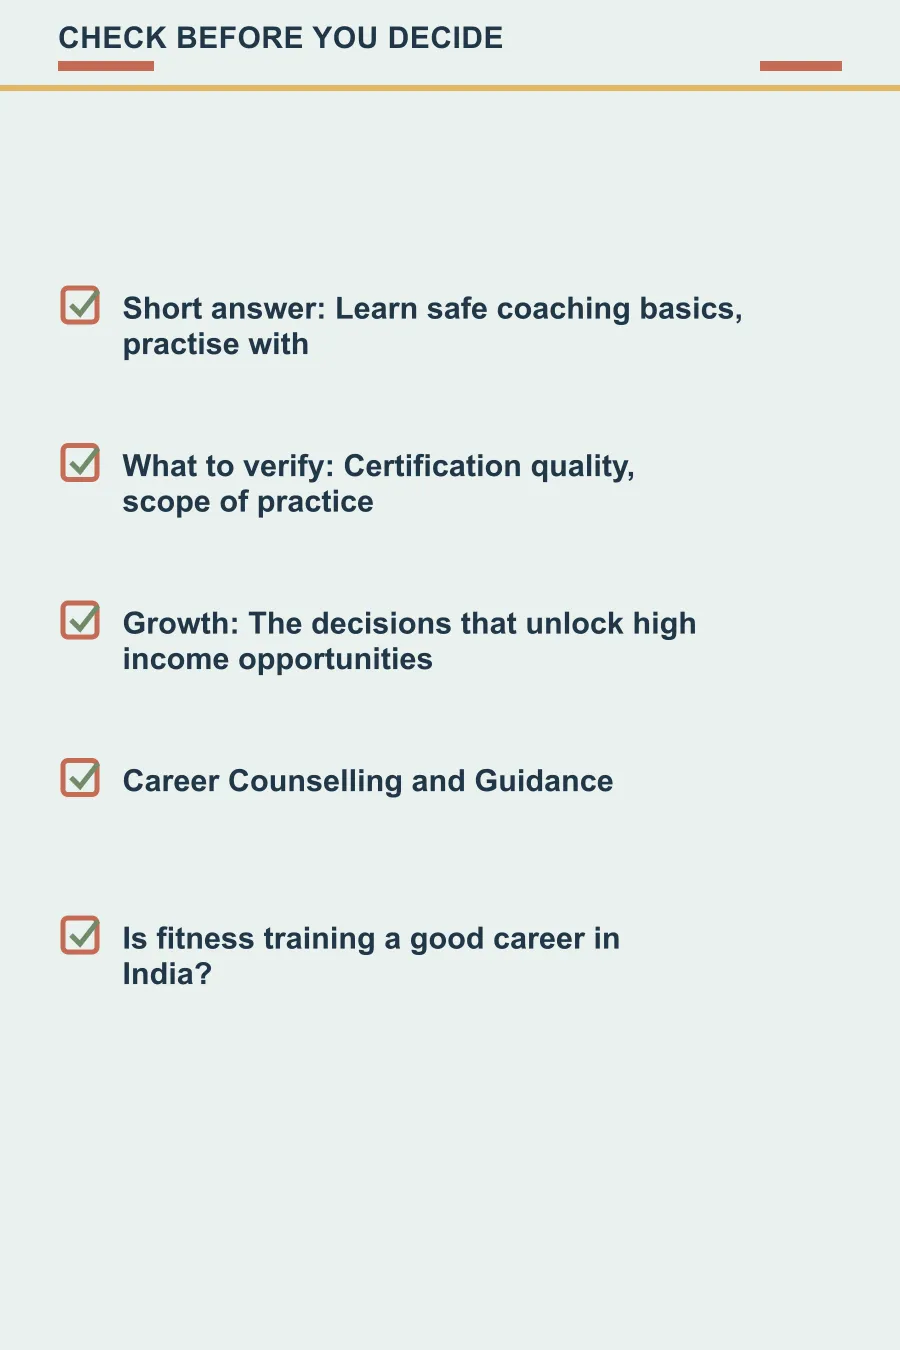 CHECK BEFORE YOU DECIDE
Short answer: Learn safe coaching basics,
practise with
What to verify: Certification quality,
scope of practice
Growth: The decisions that unlock high
income opportunities
Career Counselling and Guidance
Is fitness training a good career in
India?